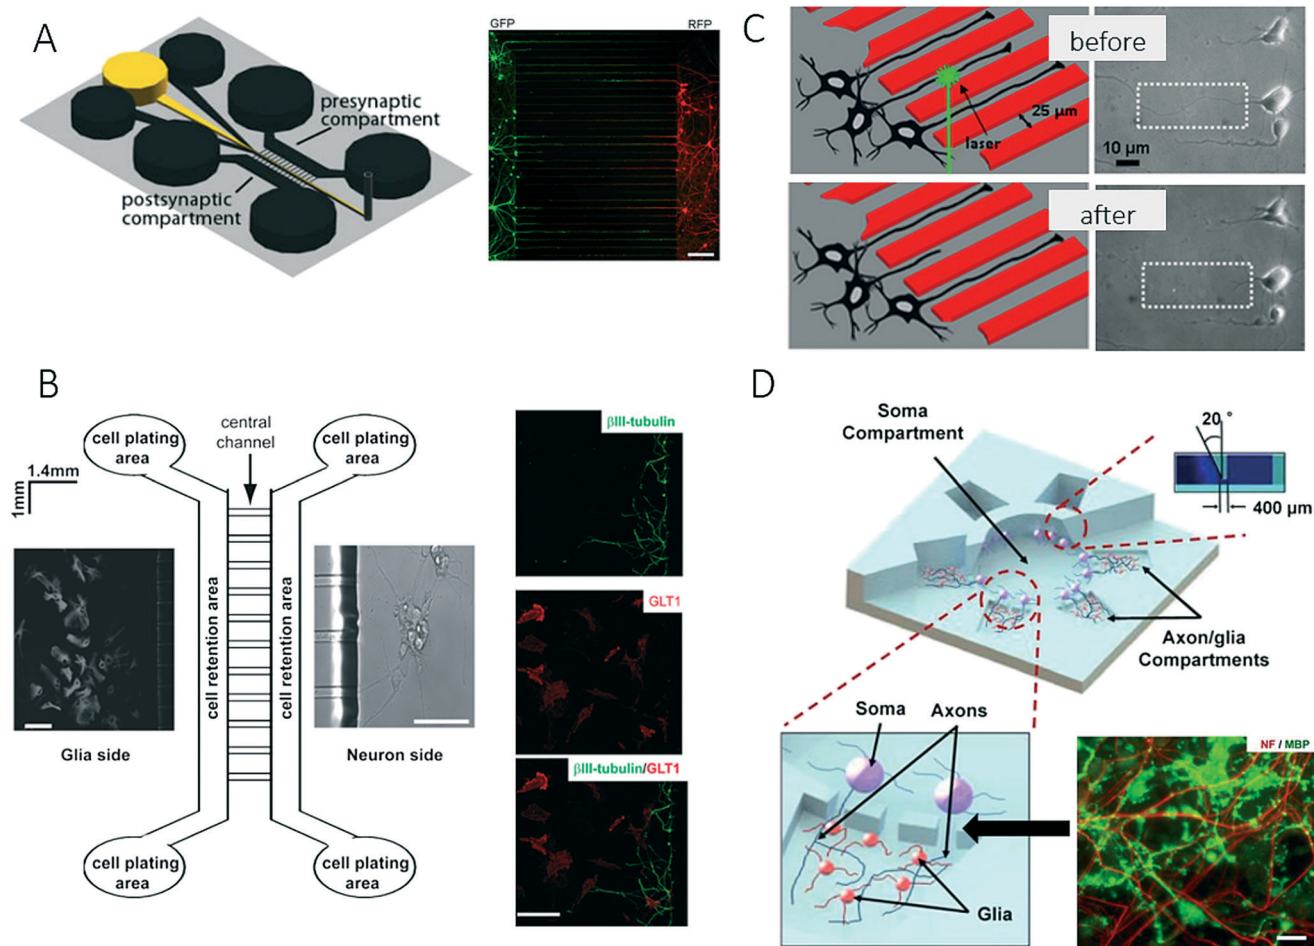 A
GFP
RFP
presynaptic
compartment
postsynaptic
compartment
C
before
25 μm
laser
10 μm
after
B
cell plating
area
central
channel
cell plating
area
1.4mm
1mm
cell retention area
cell retention area
Glia side
Neuron side
cell plating
area
cell plating
area
βIII-tubulin
GLT1
βIII-tubulin/GLT1
D
Soma
Compartment
20 °
400 μm
Axon/glia
Compartments
Soma
Axons
Glia
NF / MBP